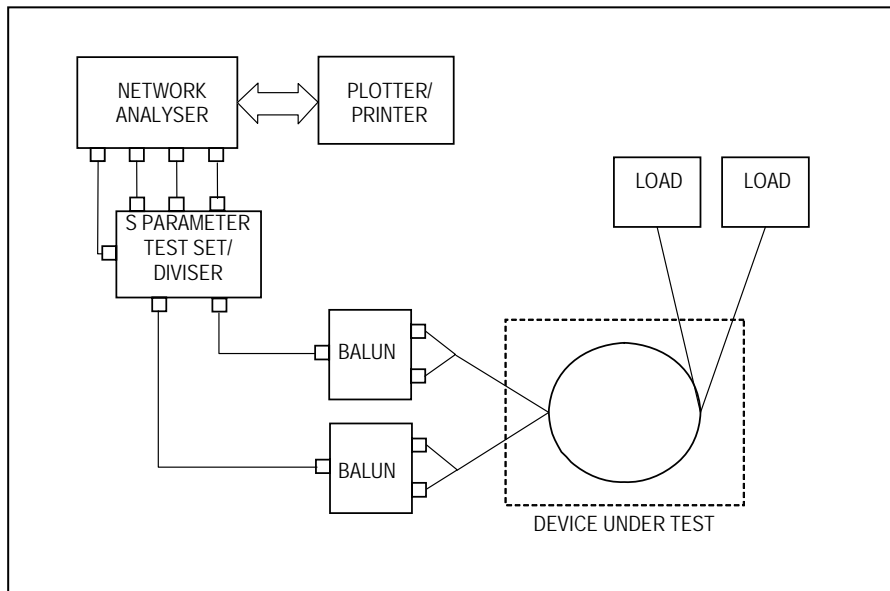 NETWORK
ANALYSER
PLOTTER/
PRINTER
LOAD
LOAD
S PARAMETER
TEST SET/
DIVISER
BALUN
BALUN
DEVICE UNDER TEST